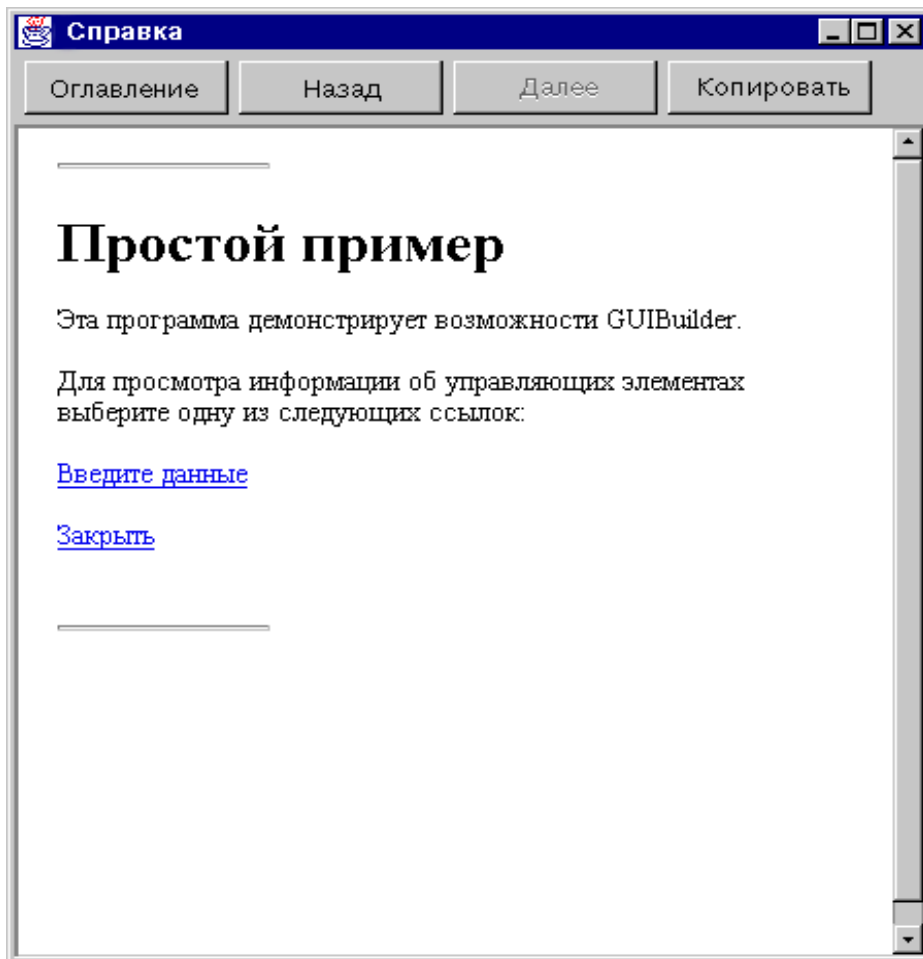 Справка
Оглавление Назад Далее Копировать
Простой пример
Эта программа демонстрирует возможности GUIBuilder.
Для просмотра информации об управляющих элементах
выберите одну из следующих ссылок:
Введите данные
Закрыть